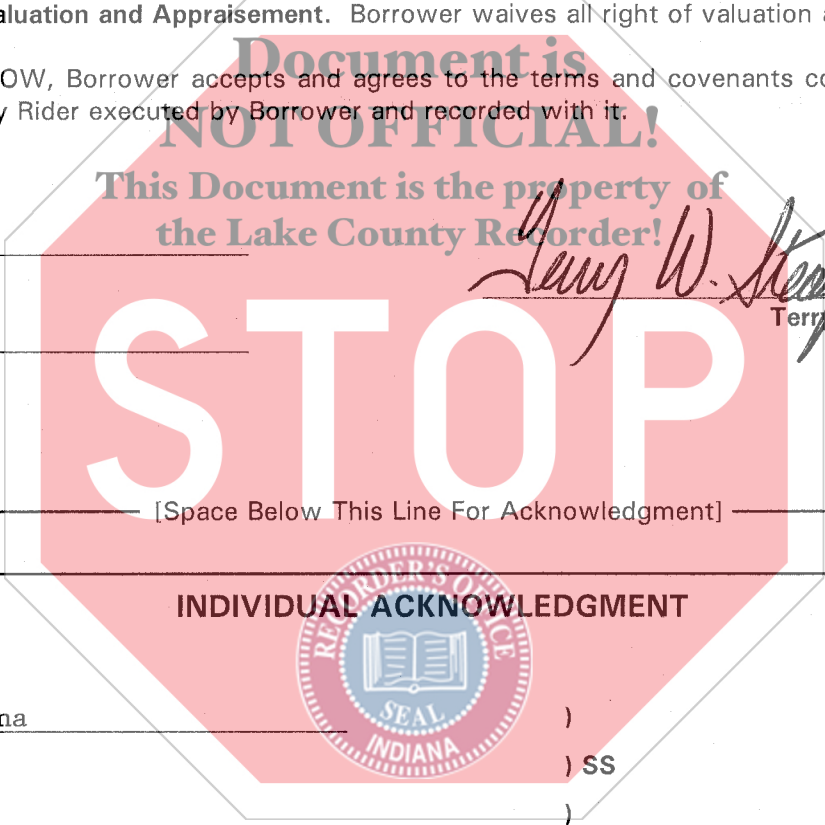 aluation and Appraisement. Borrower waives all right of valuation a
Document is
OW, Borrower accepts and agrees to the terms and covenants co
y Rider executed by Borrower and recorded with it.
NOT OFFICIAL!
This Document is the property of
the Lake County Recorder!
Terry W.
Terry
STOP
[Space Below This Line For Acknowledgment]
INDIVIDUAL ACKNOWLEDGMENT
RECORDER'S OFFICE
SEAL
INDIANA
na
)
) SS
)